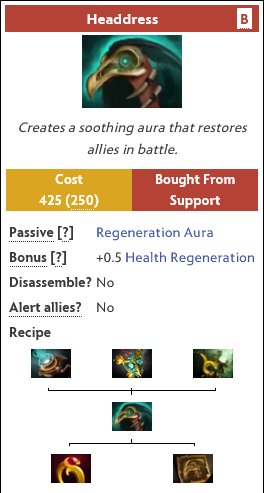 Headdress B
Creates a soothing aura that restores
allies in battle.
Cost Bought From
425 (250) Support
Passive [?] Regeneration Aura
Bonus [?] +0.5 Health Regeneration
Disassemble? No
Alert allies? No
Recipe